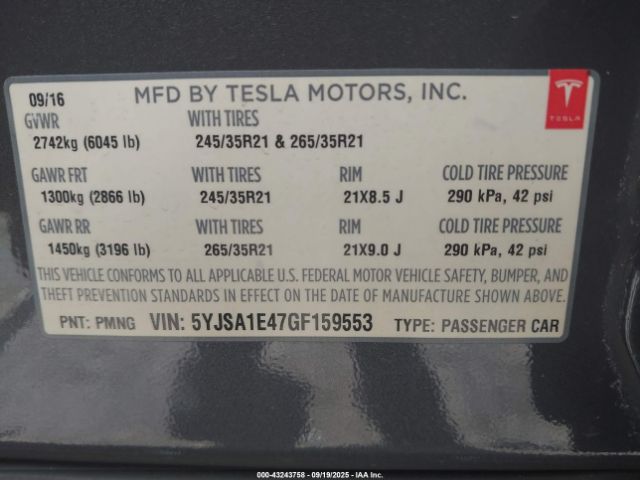 09/16 MFD BY TESLA MOTORS, INC.
TESLA
GVWR WITH TIRES
2742kg (6045 lb) 245/35R21 & 265/35R21
GAWR FRT WITH TIRES RIM COLD TIRE PRESSURE
1300kg (2866 lb) 245/35R21 21X8.5 J 290 kPa, 42 psi
GAWR RR WITH TIRES RIM COLD TIRE PRESSURE
1450kg (3196 lb) 265/35R21 21X9.0 J 290 kPa, 42 psi
THIS VEHICLE CONFORMS TO ALL APPLICABLE U.S. FEDERAL MOTOR VEHICLE SAFETY, BUMPER, AND
THEFT PREVENTION STANDARDS IN EFFECT ON THE DATE OF MANUFACTURE SHOWN ABOVE.
PNT: PMNG VIN: 5YJSA1E47GF159553 TYPE: PASSENGER CAR
000-43243758 - 09/19/2025 - IAA Inc.